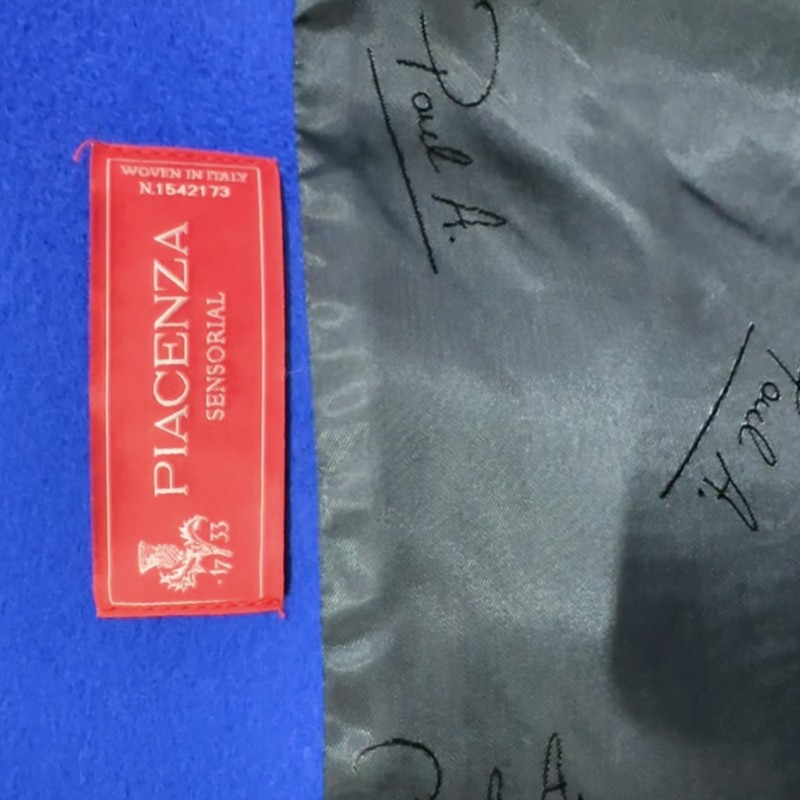 WOVEN IN ITALY
N.1542173
PIACENZA
SENSORIAL
·1733
Paul A.
Paul A.